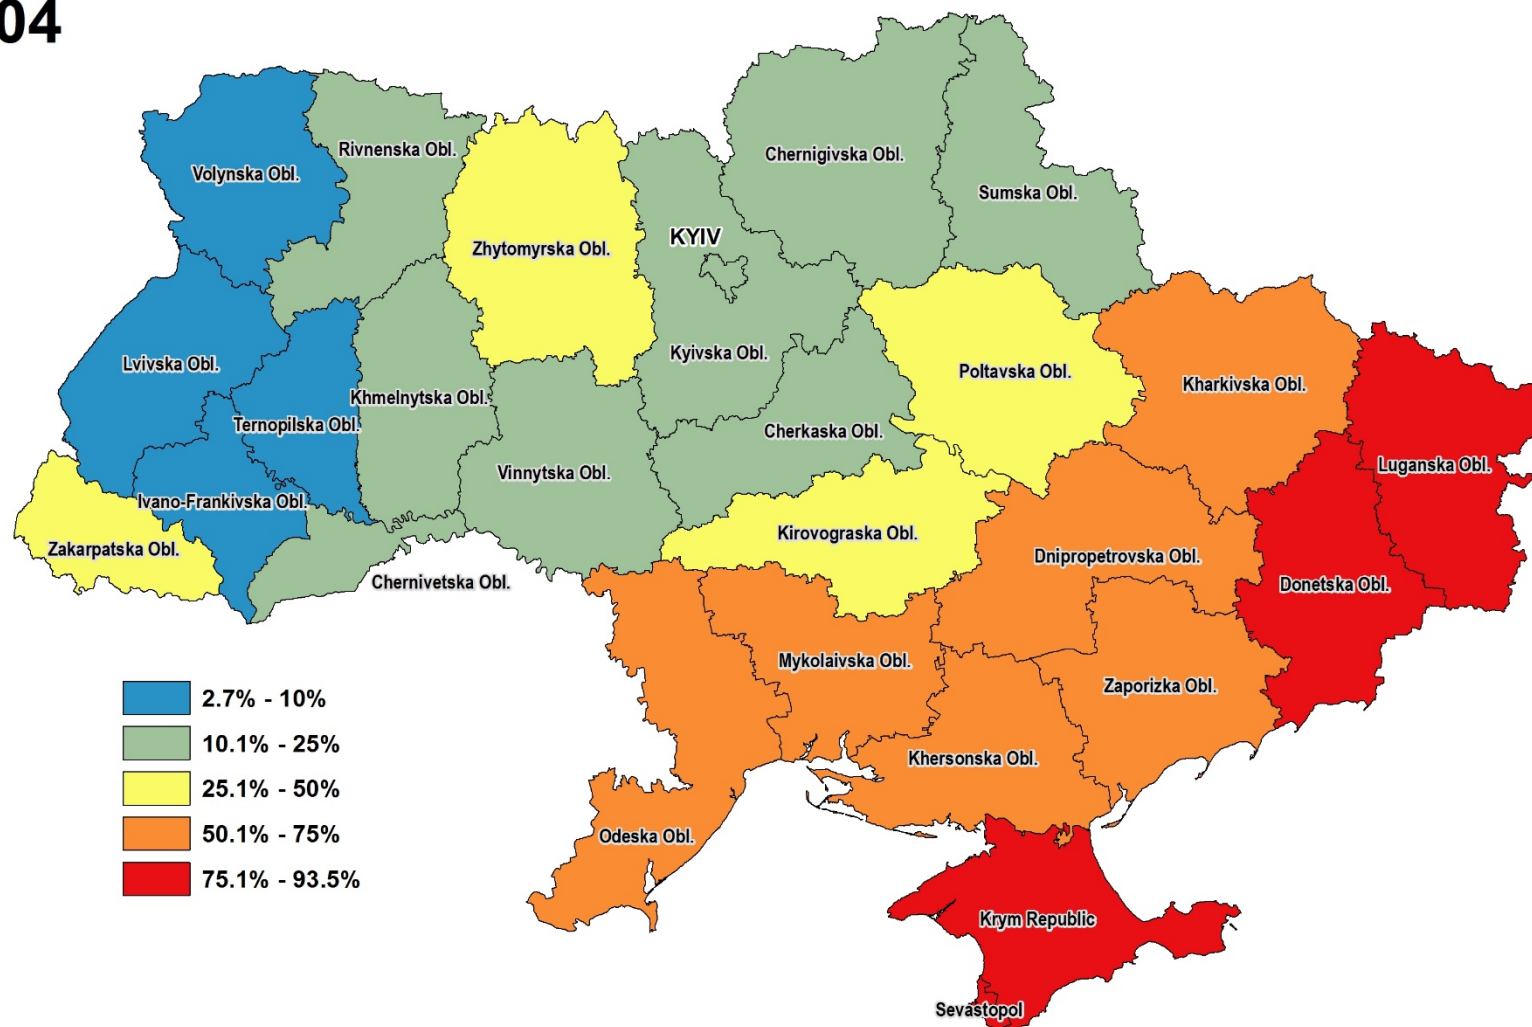 04
Volynska Obl.
Rivnenska Obl.
Zhytomyrska Obl.
KYIV
Chernigivska Obl.
Sumska Obl.
Lvivska Obl.
Ternopilska Obl.
Khmelnytska Obl.
Kyivska Obl.
Poltavska Obl.
Kharkivska Obl.
Cherkaska Obl.
Vinnytska Obl.
Luganska Obl.
Ivano-Frankivska Obl.
Zakarpatska Obl.
Chernivetska Obl.
Kirovograska Obl.
Dnipropetrovska Obl.
Donetska Obl.
Mykolaivska Obl.
Zaporizka Obl.
Khersonska Obl.
Odeska Obl.
Krym Republic
Sevastopol
2.7% - 10%
10.1% - 25%
25.1% - 50%
50.1% - 75%
75.1% - 93.5%